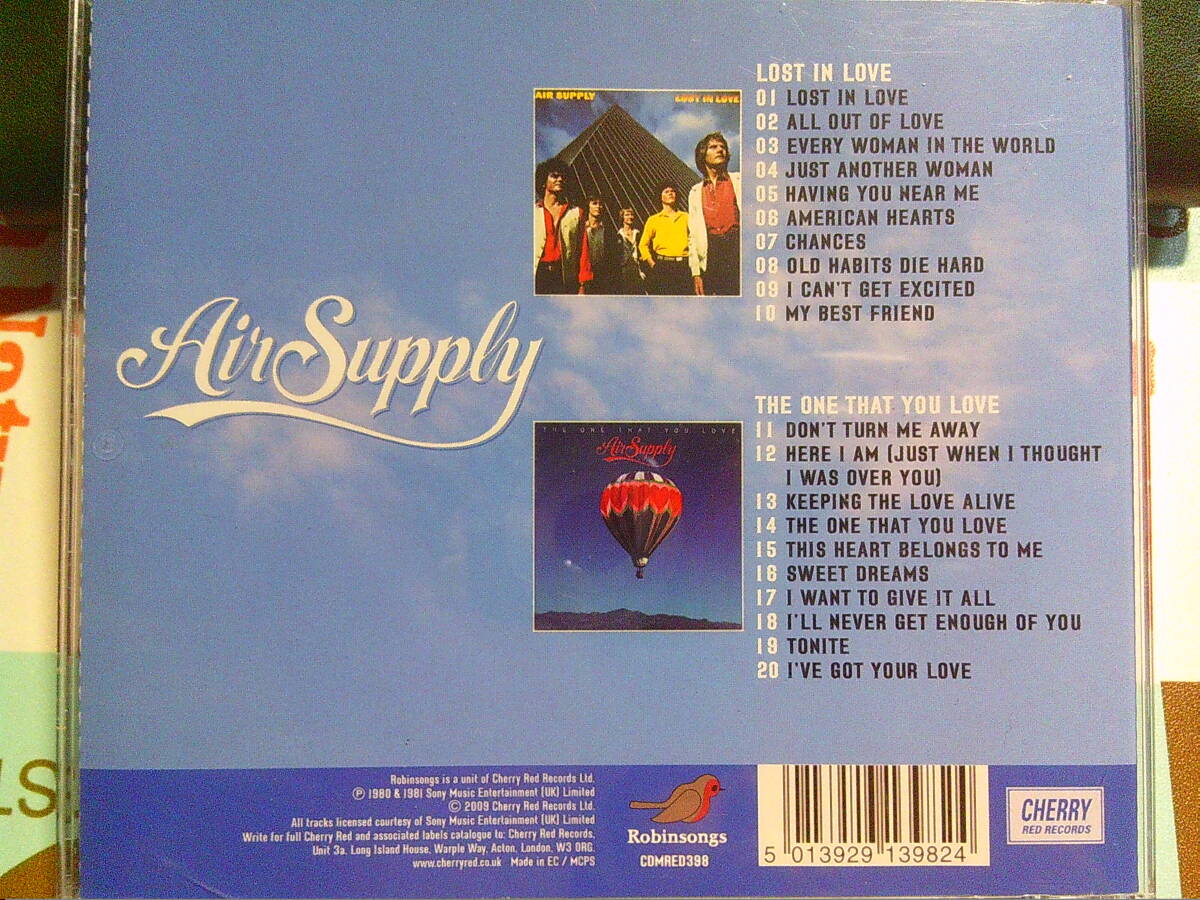 LOST IN LOVE
01 LOST IN LOVE
02 ALL OUT OF LOVE
03 EVERY WOMAN IN THE WORLD
04 JUST ANOTHER WOMAN
05 HAVING YOU NEAR ME
06 AMERICAN HEARTS
07 CHANCES
08 OLD HABITS DIE HARD
09 I CAN'T GET EXCITED
10 MY BEST FRIEND
AIR SUPPLY
LOST IN LOVE
Air Supply
THE ONE THAT YOU LOVE
11 DON'T TURN ME AWAY
12 HERE I AM (JUST WHEN I THOUGHT
I WAS OVER YOU)
13 KEEPING THE LOVE ALIVE
14 THE ONE THAT YOU LOVE
15 THIS HEART BELONGS TO ME
16 SWEET DREAMS
17 I WANT TO GIVE IT ALL
18 I'LL NEVER GET ENOUGH OF YOU
19 TONITE
20 I'VE GOT YOUR LOVE
THE ONE THAT YOU LOVE
Air Supply
Robinsongs is a unit of Cherry Red Records Ltd.
℗ 1980 & 1981 Sony Music Entertainment (UK) Limited
© 2009 Cherry Red Records Ltd.
All tracks licensed courtesy of Sony Music Entertainment (UK) Limited
Write for full Cherry Red and associated labels catalogue to: Cherry Red Records,
Unit 3a, Long Island House, Warple Way, Acton, London, W3 0RG.
www.cherryred.co.uk Made in EC / MCPS
Robinsongs
CDMRED398
5 013929 139824
CHERRY
RED RECORDS